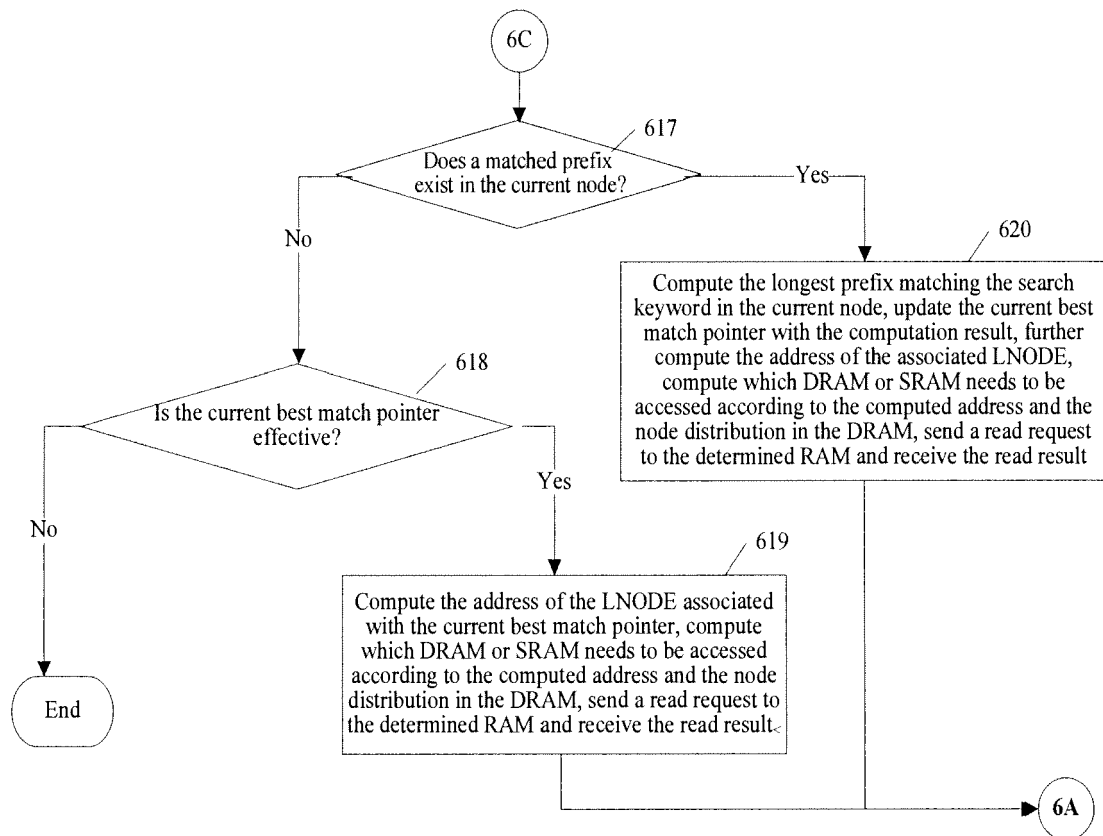 6C
617
Does a matched prefix
exist in the current node?
Yes
No
620
Compute the longest prefix matching the search
keyword in the current node, update the current best
match pointer with the computation result, further
compute the address of the associated LNODE,
compute which DRAM or SRAM needs to be
accessed according to the computed address and the
node distribution in the DRAM, send a read request
to the determined RAM and receive the read result
618
Is the current best match pointer
effective?
Yes
No
619
Compute the address of the LNODE associated
with the current best match pointer, compute
which DRAM or SRAM needs to be accessed
according to the computed address and the node
distribution in the DRAM, send a read request to
the determined RAM and receive the read result
End
6A